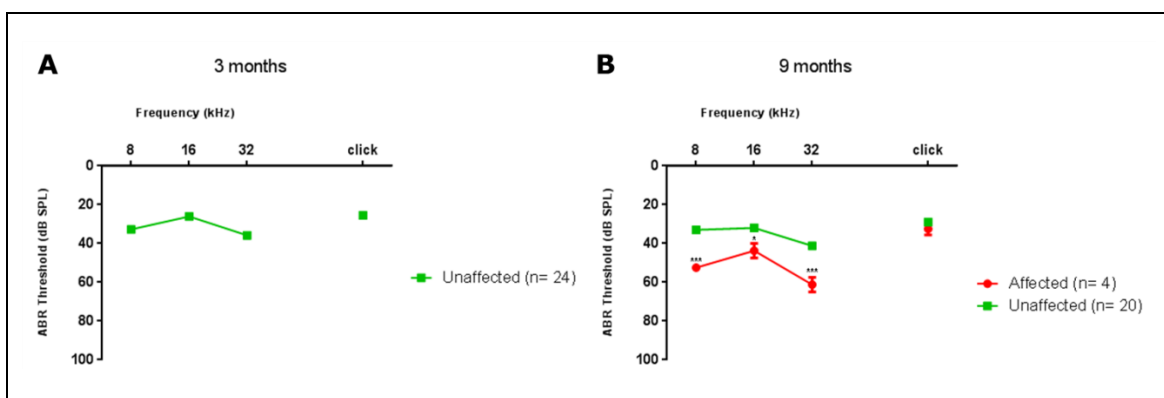 A
3 months
Frequency (kHz)
8 16 32 click
0
20
40
60
80
100
ABR Threshold (dB SPL)
Unaffected (n= 24)
B
9 months
Frequency (kHz)
8 16 32 click
0
20
40
60
80
100
ABR Threshold (dB SPL)
***
*
***
Affected (n= 4)
Unaffected (n= 20)